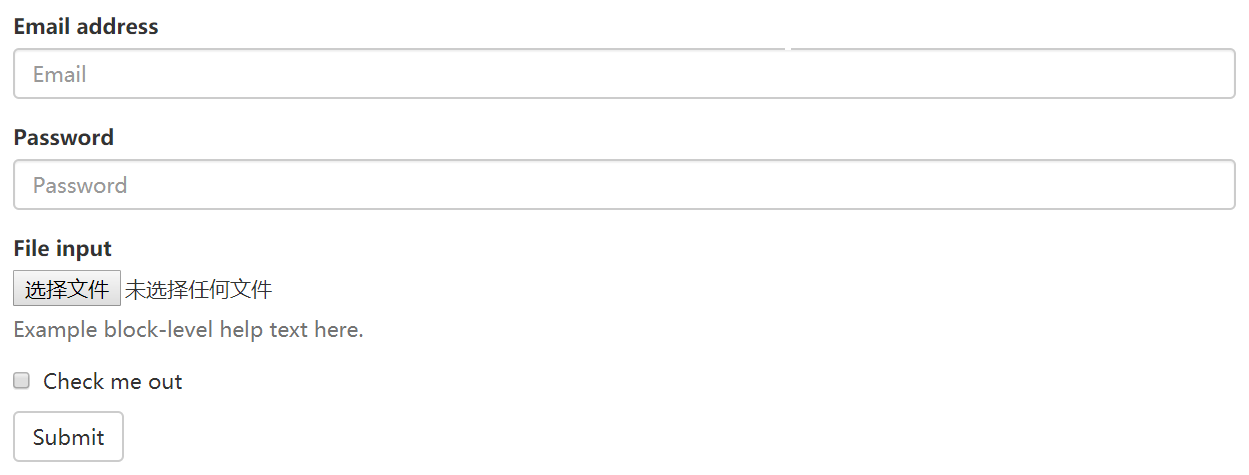 Email address
Email
Password
Password
File input
选择文件 未选择任何文件
Example block-level help text here.
Check me out
Submit